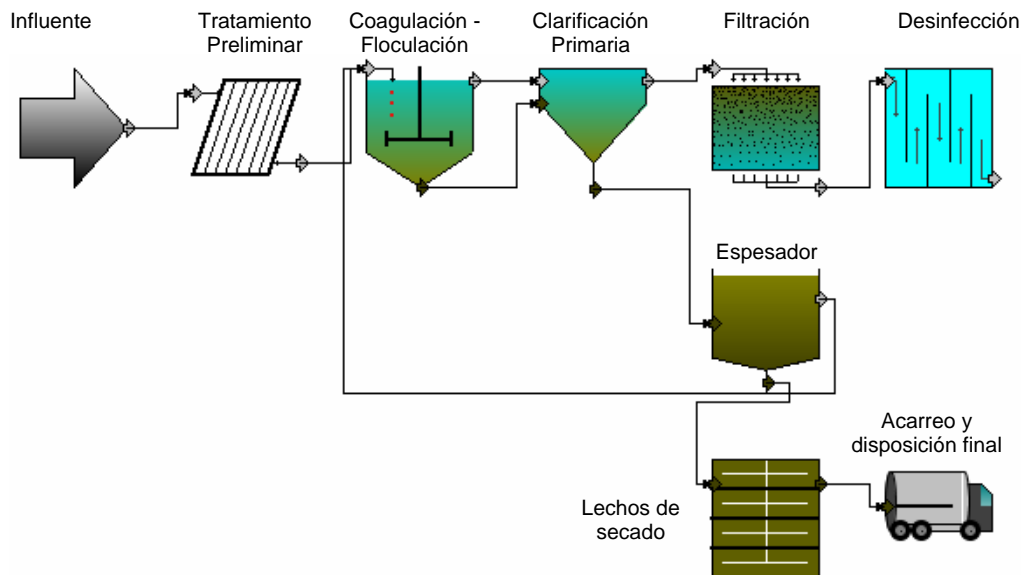 Influente
Tratamiento
Preliminar
Coagulación -
Floculación
Clarificación
Primaria
Filtración
Desinfección
Espesador
Acarreo y
disposición final
Lechos de
secado